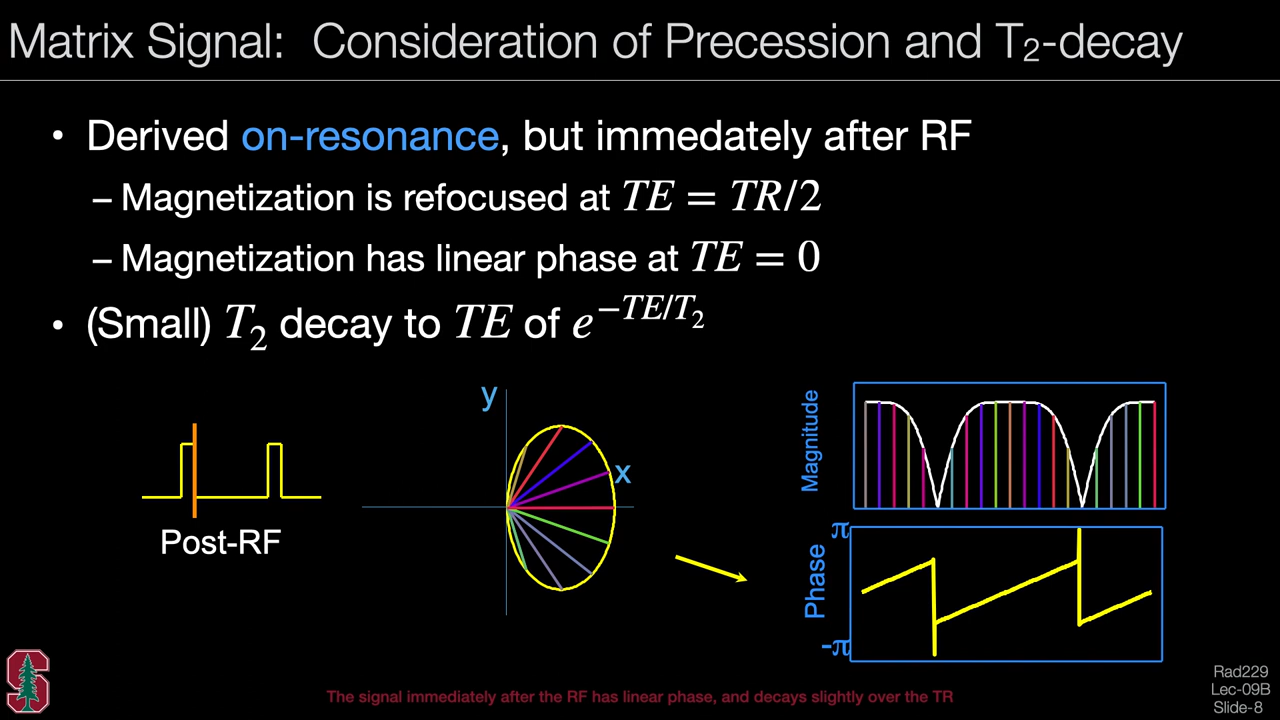 Matrix Signal: Consideration of Precession and T₂-decay
• Derived on-resonance, but immedately after RF
– Magnetization is refocused at TE = TR/2
– Magnetization has linear phase at TE = 0
• (Small) T₂ decay to TE of e^{−TE/T₂}
Post-RF
y
x
Magnitude
Phase
π
-π
The signal immediately after the RF has linear phase, and decays slightly over the TR
Rad229
Lec-09B
Slide-8